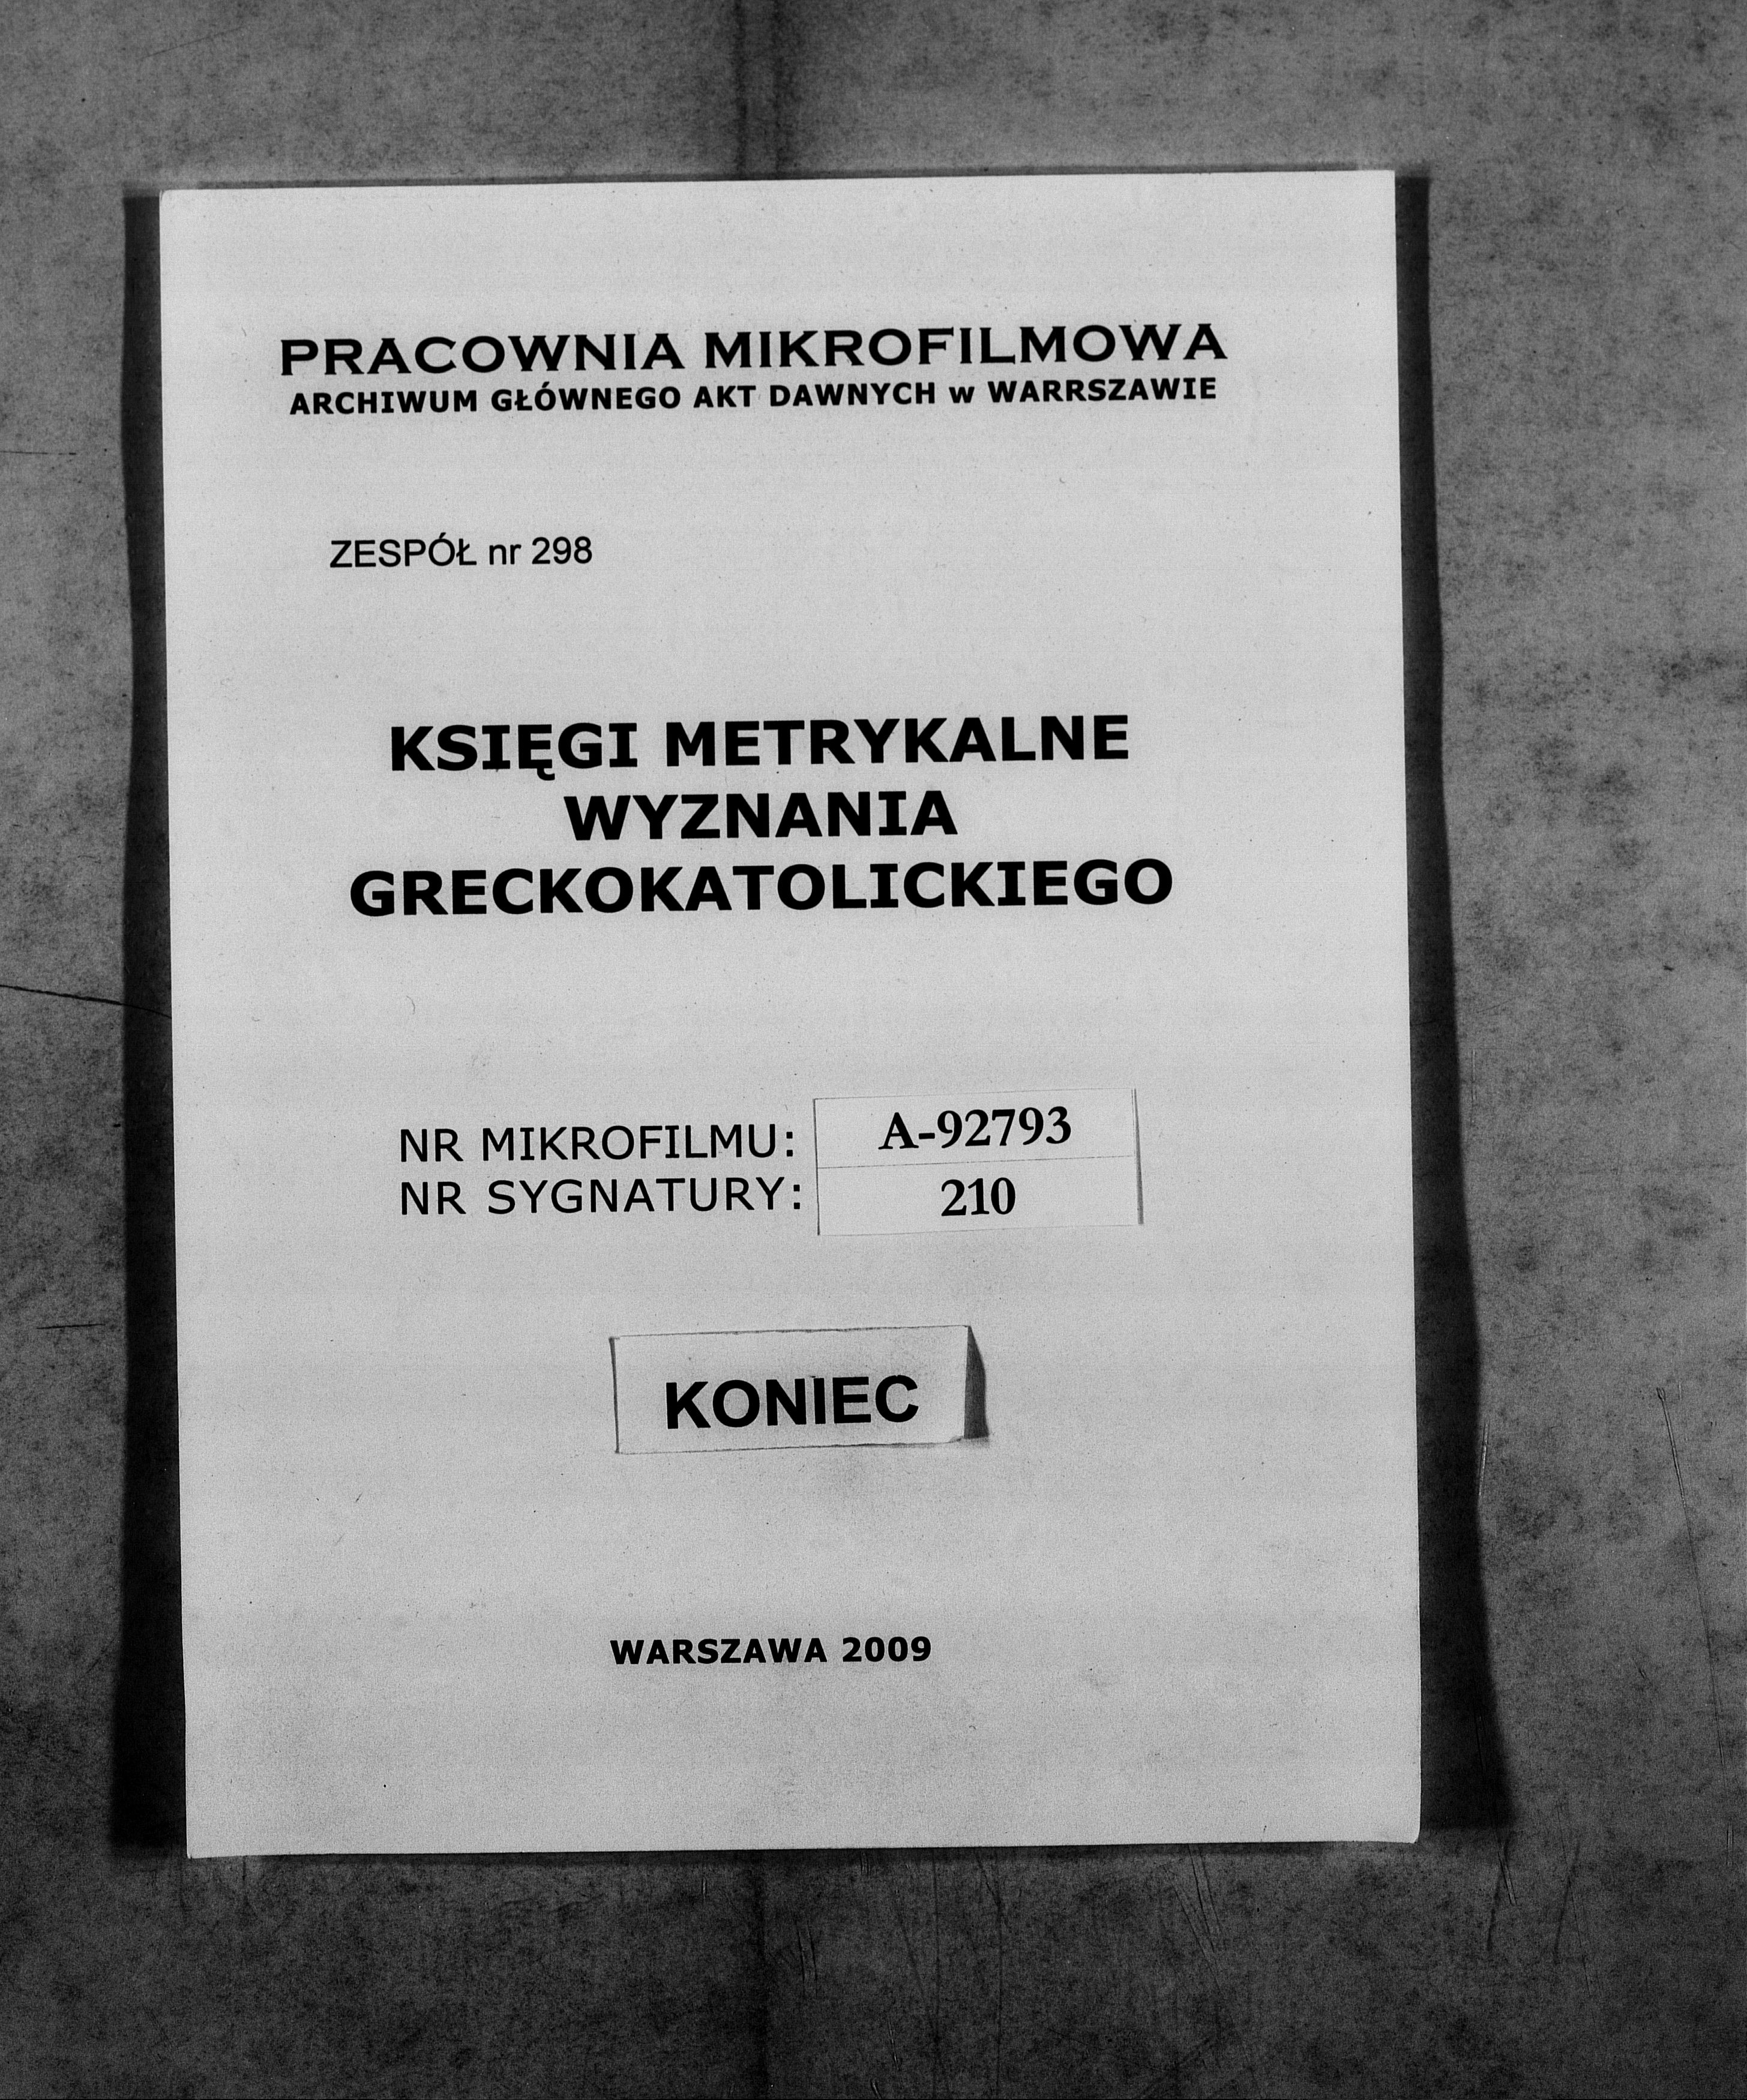 PRACOWNIA MIKROFILMOWA
ARCHIWUM GŁÓWNEGO AKT DAWNYCH w WARRSZAWIE
ZESPÓŁ nr 298
KSIĘGI METRYKALNE
WYZNANIA
GRECKOKATOLICKIEGO
NR MIKROFILMU: A-92793
NR SYGNATURY: 210
KONIEC
WARSZAWA 2009